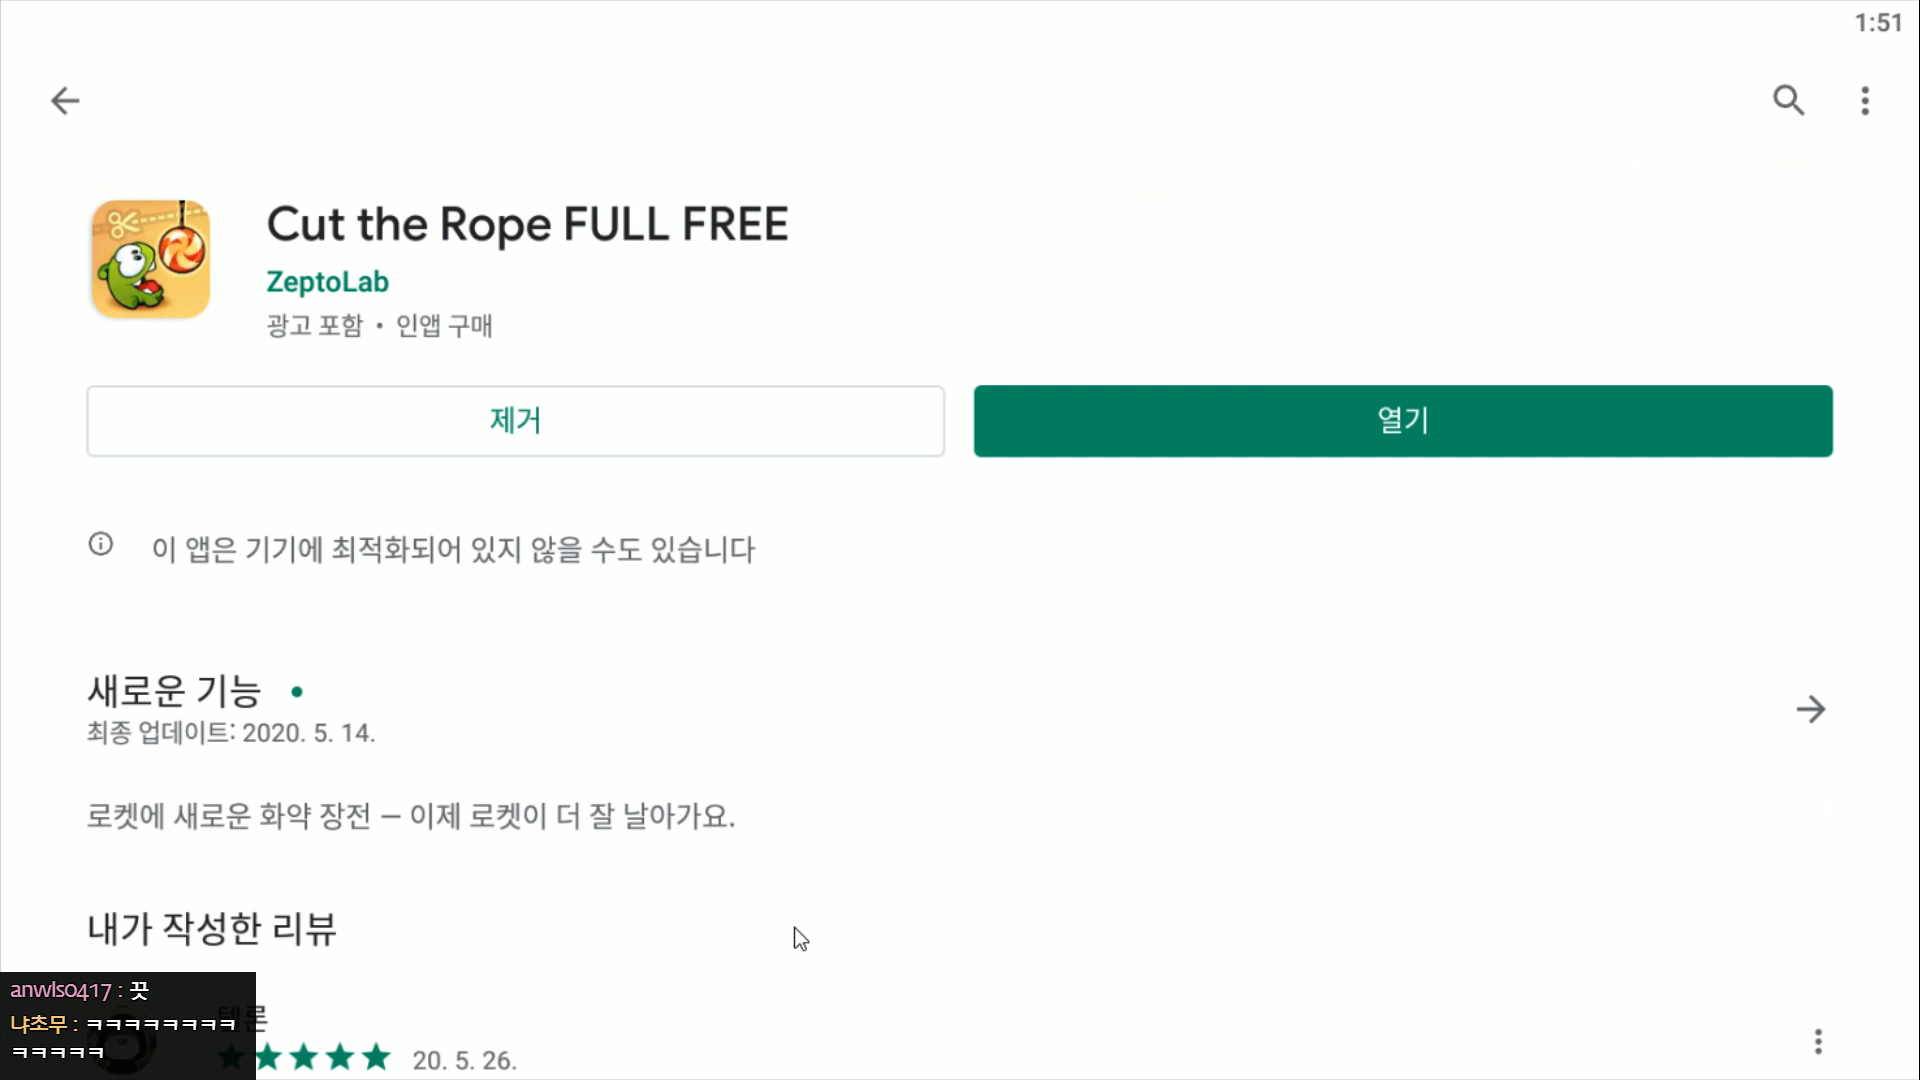 1:51
Cut the Rope FULL FREE
ZeptoLab
광고 포함 • 인앱 구매
제거
열기
이 앱은 기기에 최적화되어 있지 않을 수도 있습니다
새로운 기능 •
최종 업데이트: 2020. 5. 14.
로켓에 새로운 화약 장전 – 이제 로켓이 더 잘 날아가요.
내가 작성한 리뷰
텔론
20. 5. 26.
anwls0417 : 끗
냐초무 : ㅋㅋㅋㅋㅋㅋㅋㅋ
ㅋㅋㅋㅋㅋ